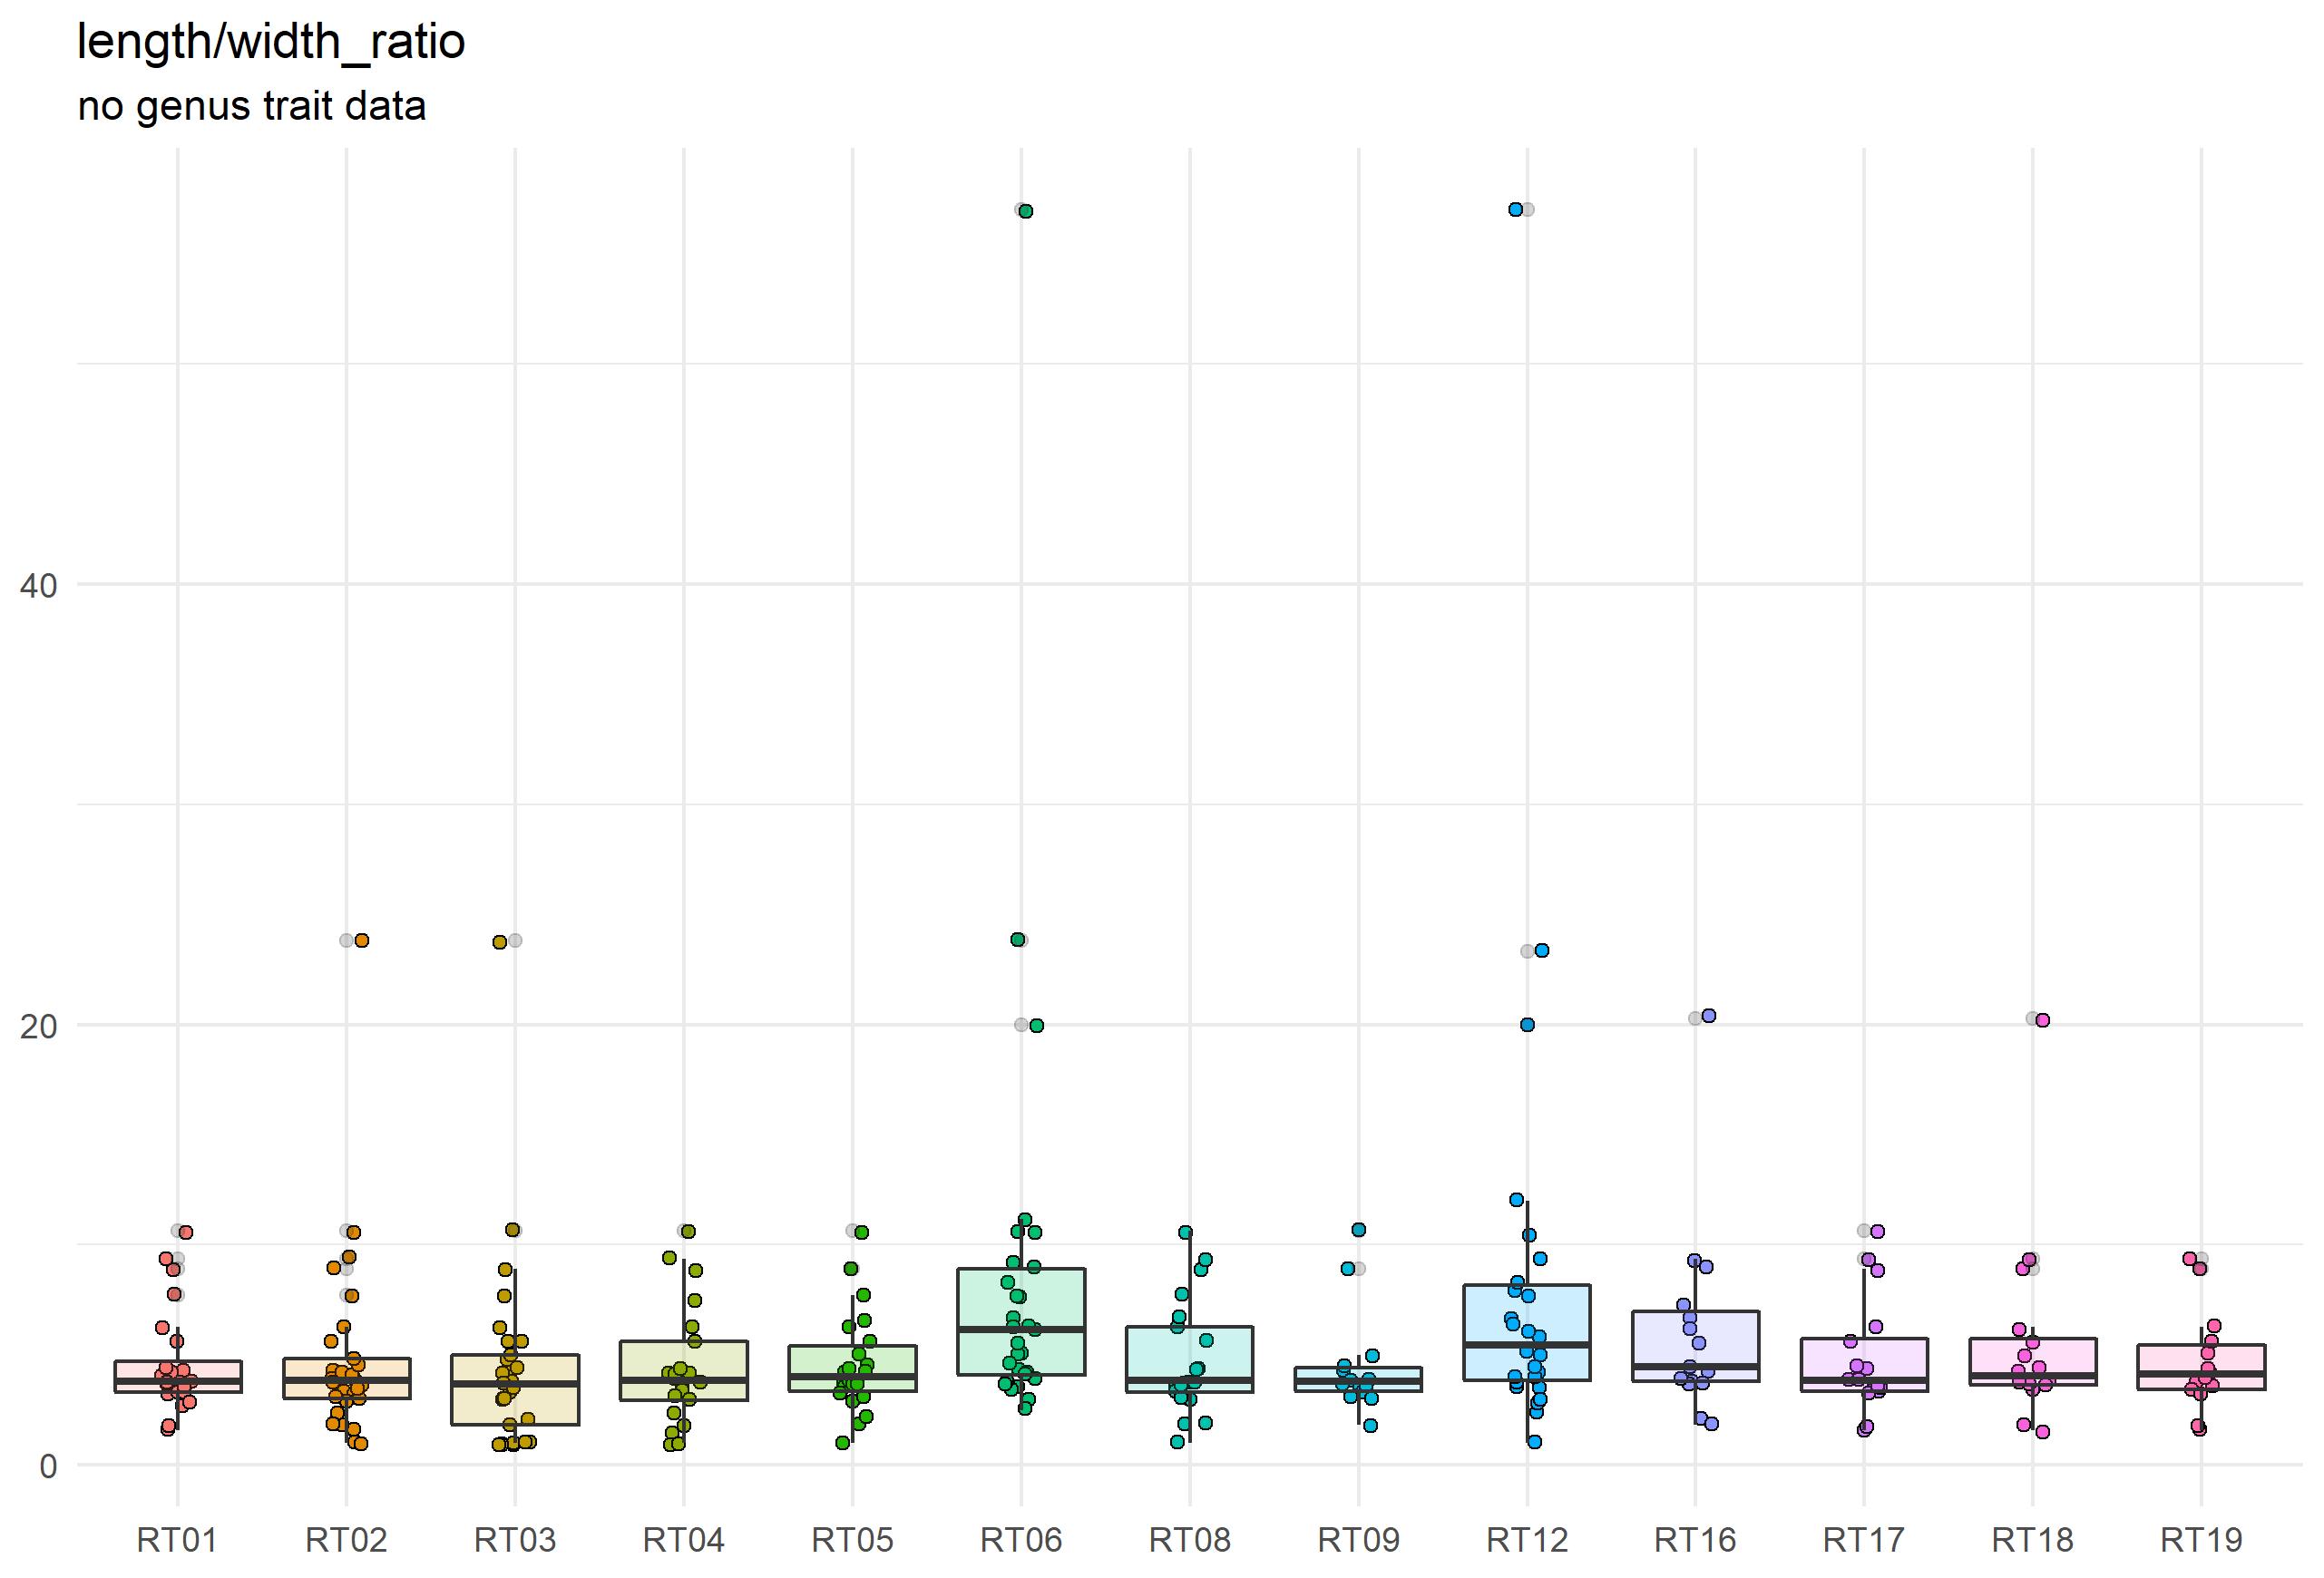 length/width_ratio
no genus trait data
40
20
0
RT01 RT02 RT03 RT04 RT05 RT06 RT08 RT09 RT12 RT16 RT17 RT18 RT19